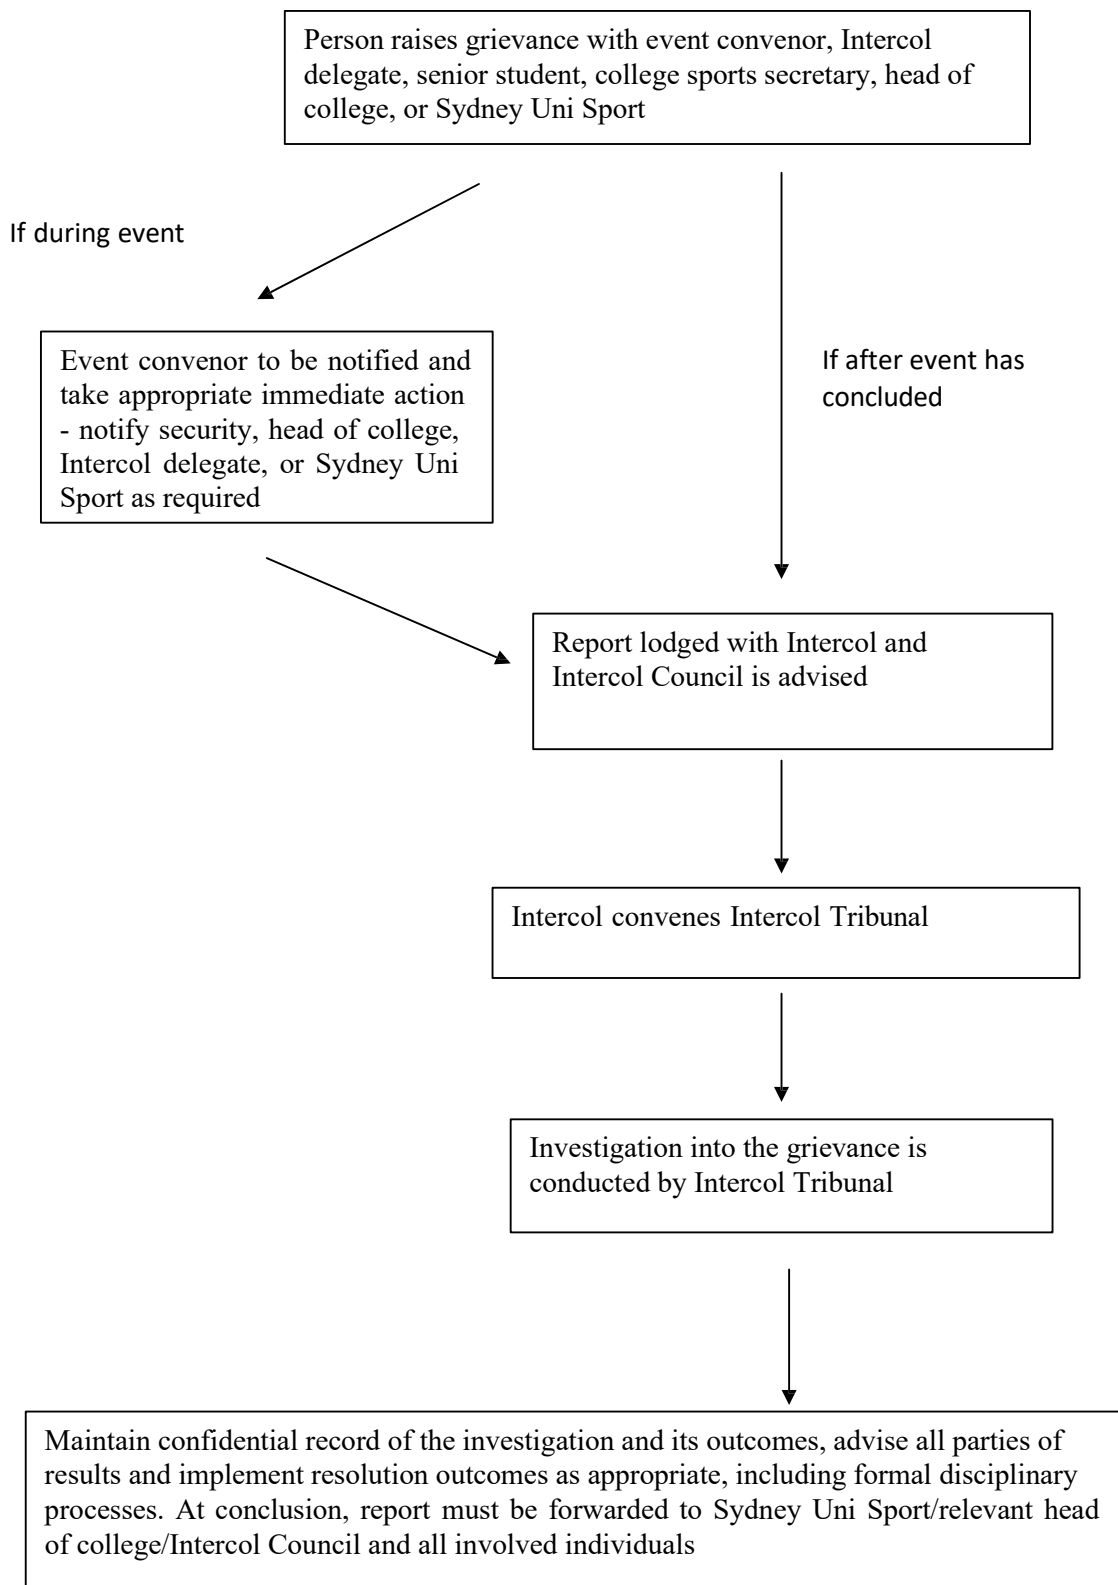 Person raises grievance with event convenor, Intercol
delegate, senior student, college sports secretary, head of
college, or Sydney Uni Sport
If during event
Event convenor to be notified and
take appropriate immediate action
- notify security, head of college,
Intercol delegate, or Sydney Uni
Sport as required
If after event has
concluded
Report lodged with Intercol and
Intercol Council is advised
Intercol convenes Intercol Tribunal
Investigation into the grievance is
conducted by Intercol Tribunal
Maintain confidential record of the investigation and its outcomes, advise all parties of
results and implement resolution outcomes as appropriate, including formal disciplinary
processes. At conclusion, report must be forwarded to Sydney Uni Sport/relevant head
of college/Intercol Council and all involved individuals